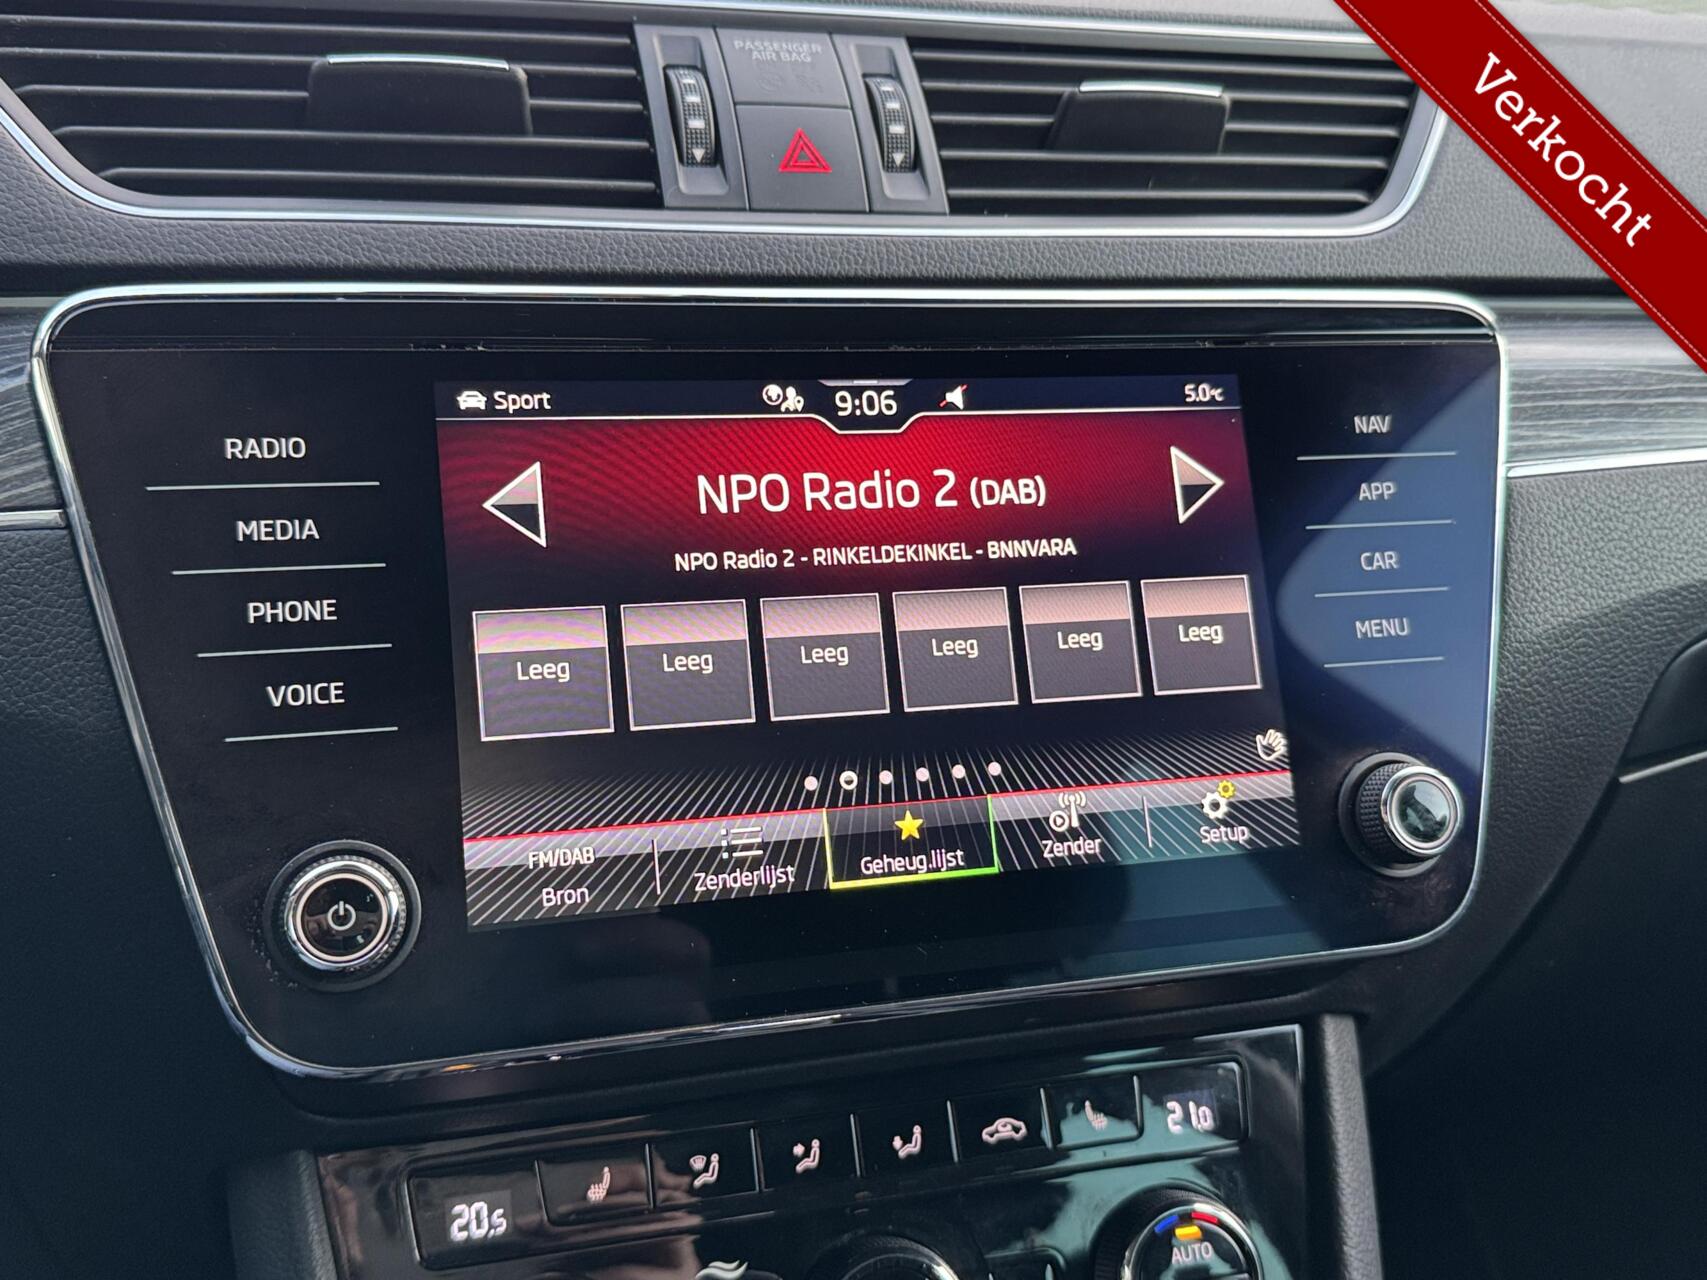 PASSENGER
AIR BAG
Verkocht
Sport
9:06
5.0°C
RADIO
MEDIA
PHONE
VOICE
NAV
APP
CAR
MENU
NPO Radio 2 (DAB)
NPO Radio 2 - RINKELDEKINKEL - BNNVARA
Leeg Leeg Leeg Leeg Leeg Leeg
FM/DAB
Bron
Zenderlijst
Geheug.lijst
Zender
Setup
20.5
21.0
AUTO